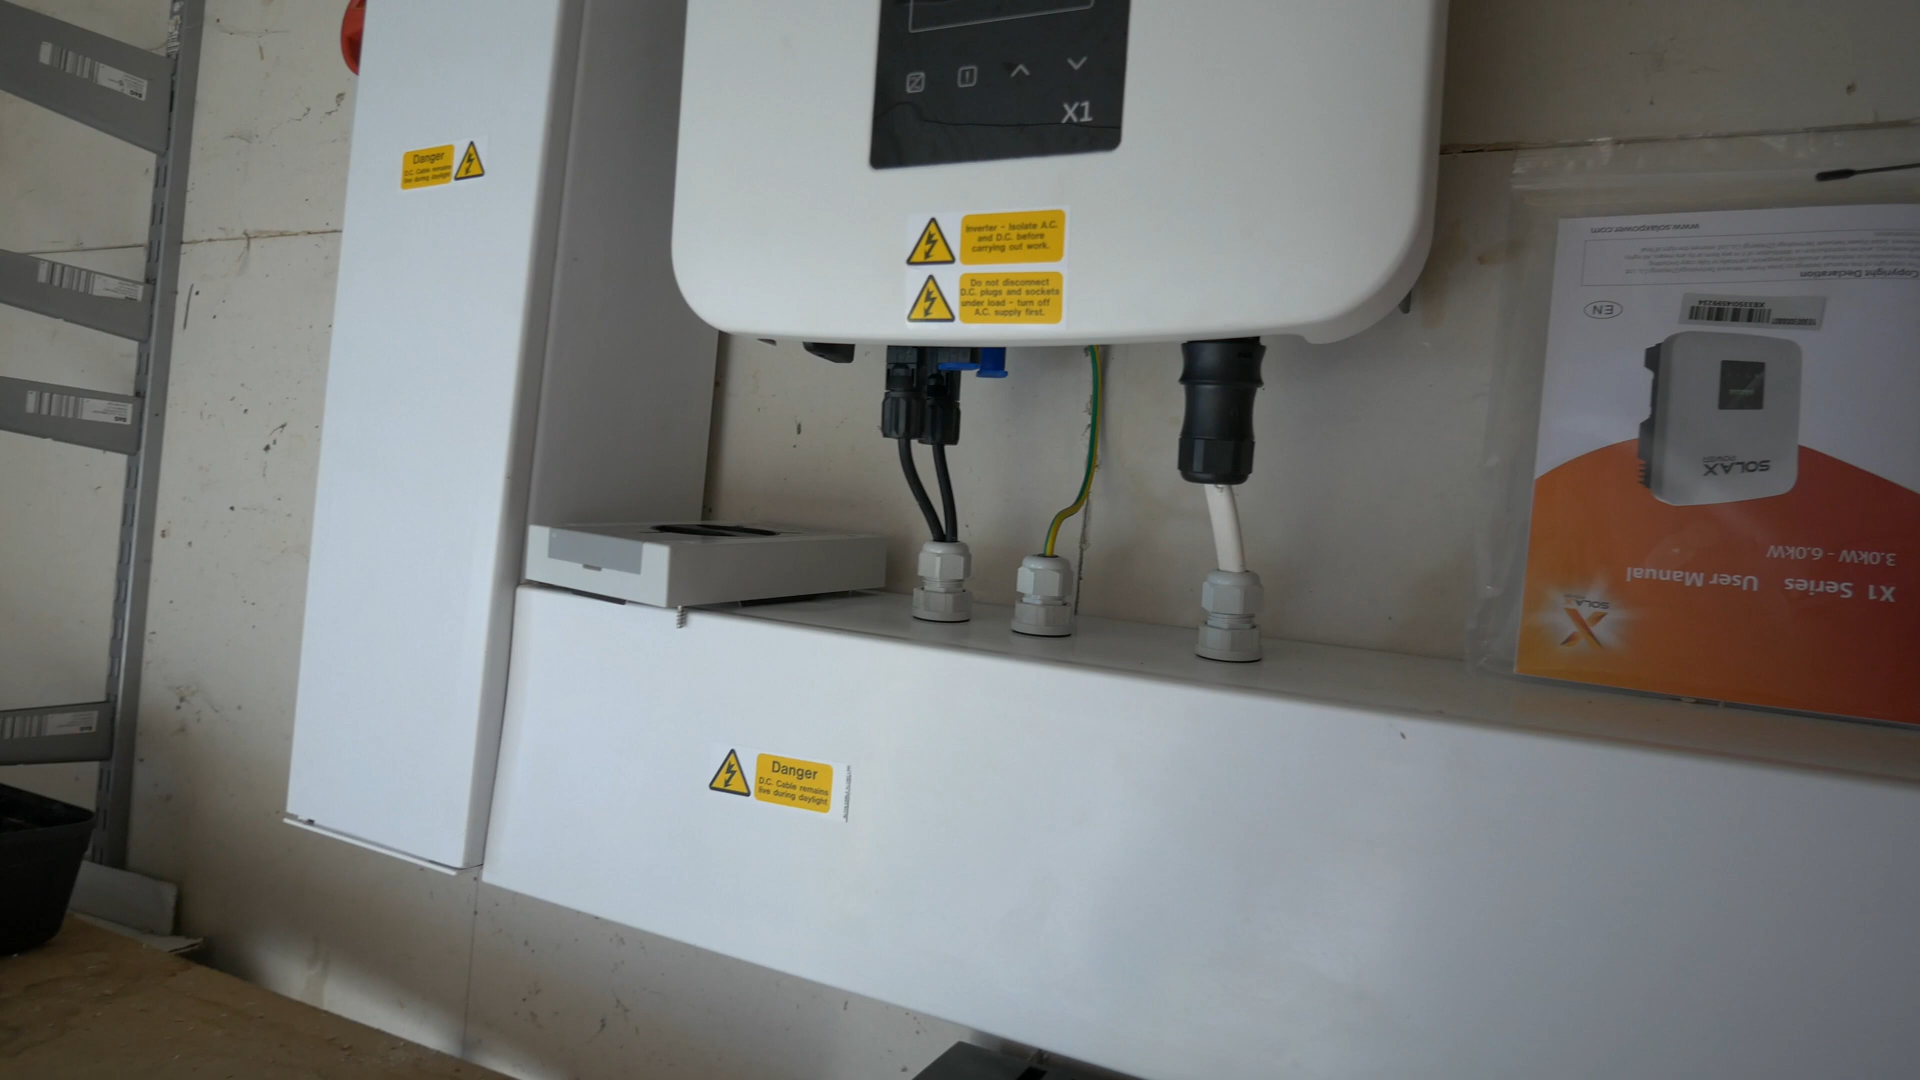 X1
Danger
D.C. Cable remains
live during daylight
Inverter - Isolate A.C.
and D.C. before
carrying out work.
Do not disconnect
D.C. plugs and sockets
under load - turn off
A.C. supply first.
Danger
D.C. Cable remains
live during daylight
SOLAX
X1 Series User Manual
3.0kW - 6.0kW
SOLAX
POWER
EN
Copyright Declaration
www.solaxpower.com